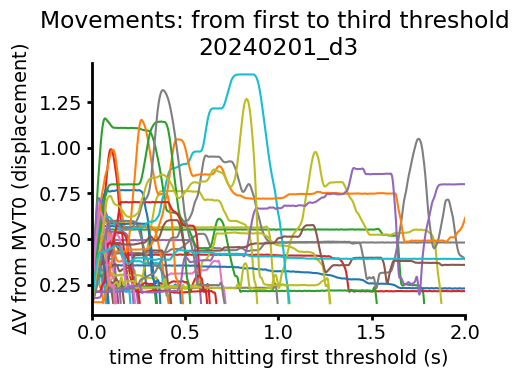 Movements: from first to third threshold
20240201_d3
ΔV from MVT0 (displacement)
1.25
1.00
0.75
0.50
0.25
0.0
0.5
1.0
1.5
2.0
time from hitting first threshold (s)